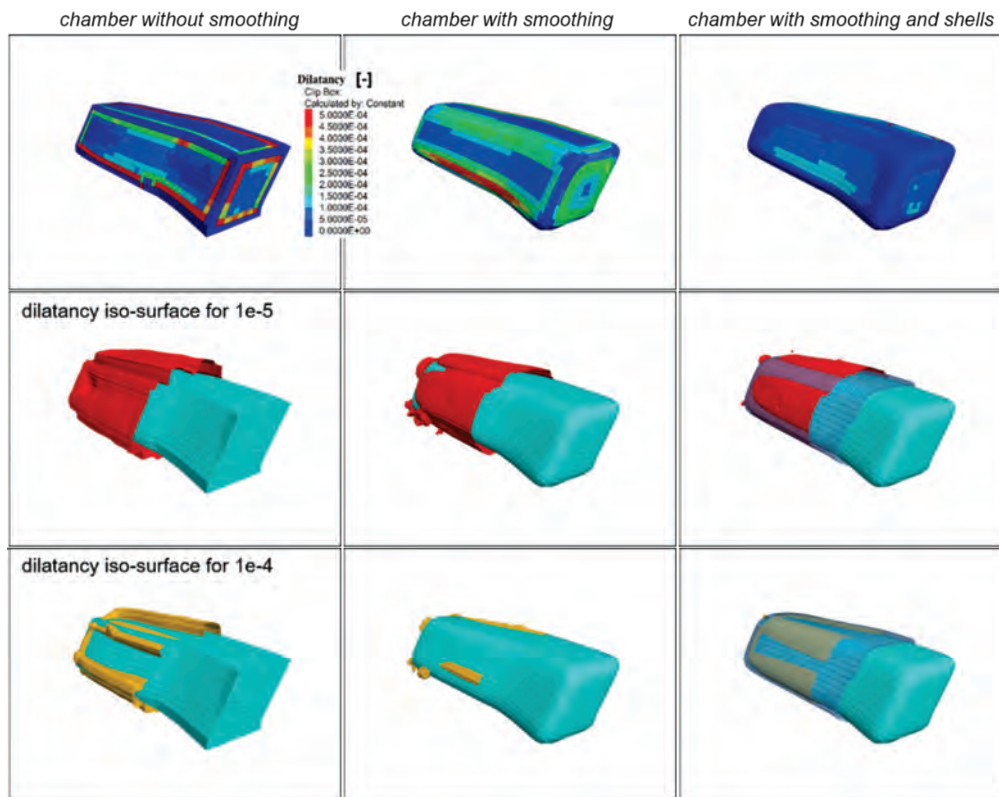 chamber without smoothing
chamber with smoothing
chamber with smoothing and shells
Dilatancy [-]
Clip Box:
Calculated by: Constant
5.0000E-04
4.5000E-04
4.0000E-04
3.5000E-04
3.0000E-04
2.5000E-04
2.0000E-04
1.5000E-04
1.0000E-04
5.0000E-05
0.0000E+00
dilatancy iso-surface for 1e-5
dilatancy iso-surface for 1e-4